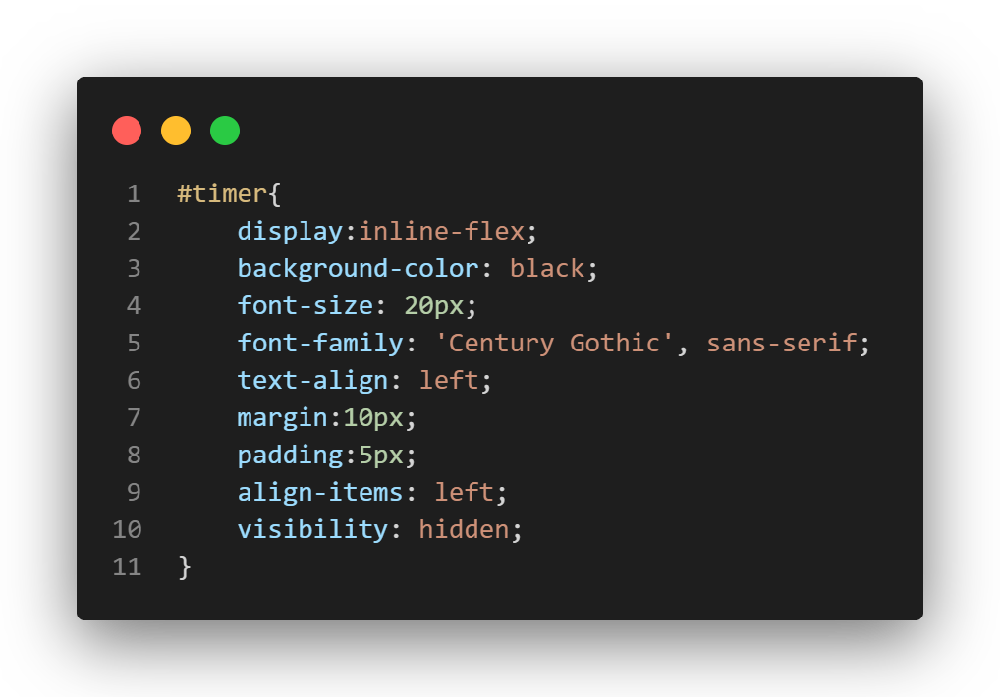 1 #timer{
2     display:inline-flex;
3     background-color: black;
4     font-size: 20px;
5     font-family: 'Century Gothic', sans-serif;
6     text-align: left;
7     margin:10px;
8     padding:5px;
9     align-items: left;
10     visibility: hidden;
11 }